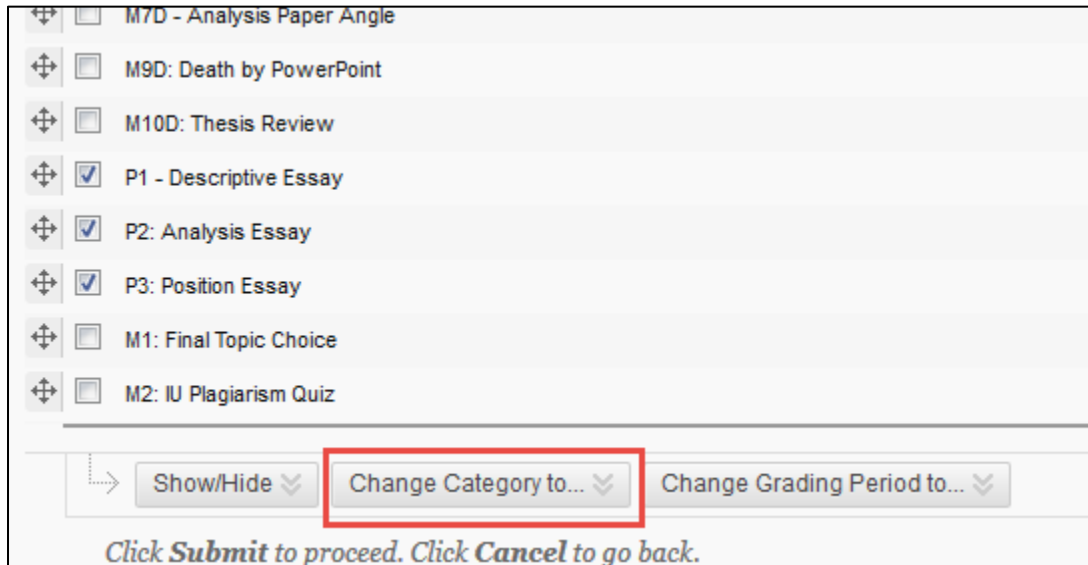 M7D - Analysis Paper Angle
M9D: Death by PowerPoint
M10D: Thesis Review
P1 - Descriptive Essay
P2: Analysis Essay
P3: Position Essay
M1: Final Topic Choice
M2: IU Plagiarism Quiz
Show/Hide Change Category to... Change Grading Period to...
Click Submit to proceed. Click Cancel to go back.